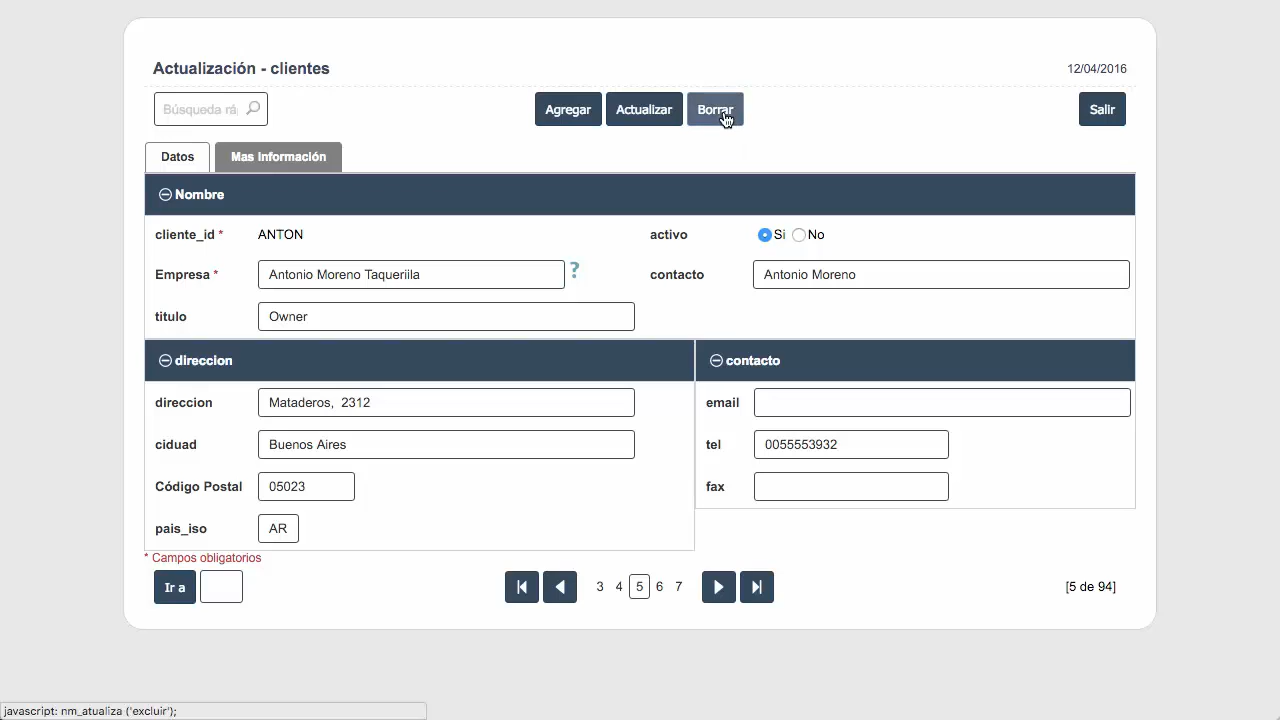 Actualización - clientes
12/04/2016
Búsqueda rá
Agregar
Actualizar
Borrar
Salir
Datos
Mas Información
Nombre
cliente_id *
ANTON
activo
Si
No
Empresa *
Antonio Moreno Taqueriila
?
contacto
Antonio Moreno
titulo
Owner
direccion
contacto
direccion
Mataderos, 2312
email
ciduad
Buenos Aires
tel
0055553932
Código Postal
05023
fax
pais_iso
AR
* Campos obligatorios
Ir a
3 4 5 6 7
[5 de 94]
javascript: nm_atualiza ('excluir');